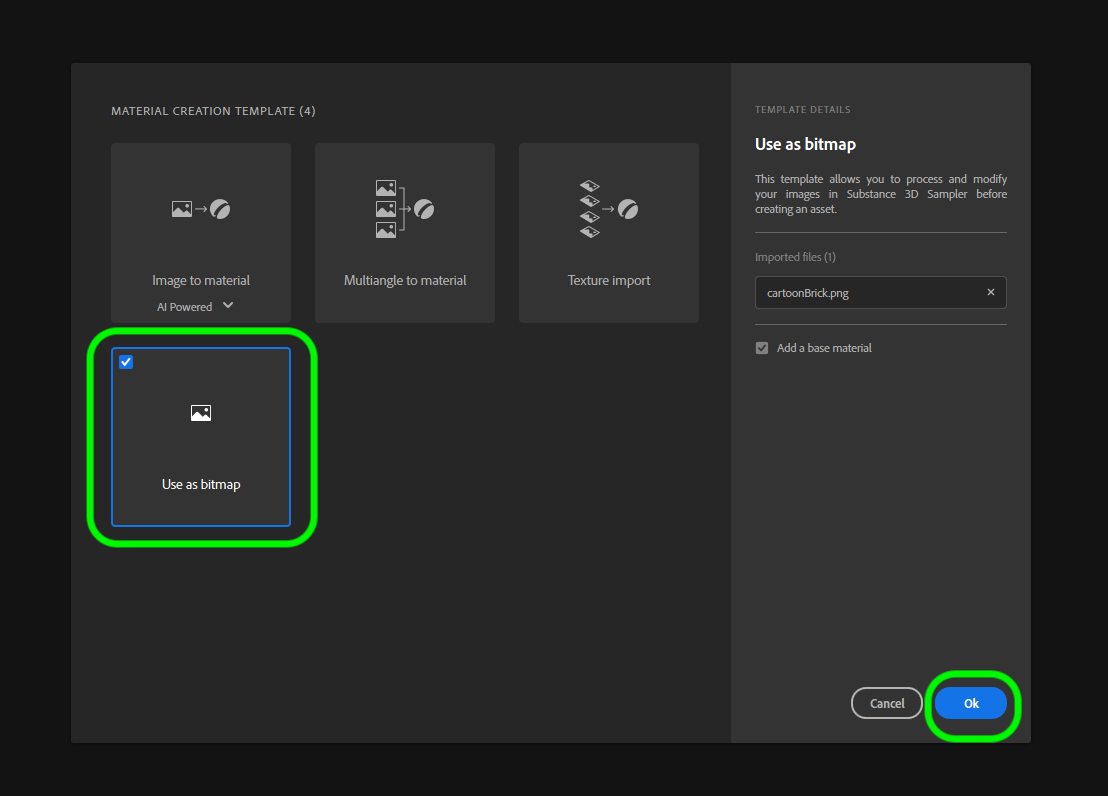 MATERIAL CREATION TEMPLATE (4)
Image to material
AI Powered
Multiangle to material
Texture import
Use as bitmap
TEMPLATE DETAILS
Use as bitmap
This template allows you to process and modify
your images in Substance 3D Sampler before
creating an asset.
Imported files (1)
cartoonBrick.png
Add a base material
Cancel
Ok